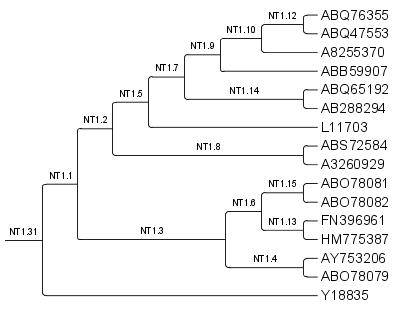 NT1.12
ABQ76355
NT1.10
ABQ47553
NT1.9
A8255370
NT1.7
ABB59907
NT1.5
NT1.14
ABQ65192
AB288294
NT1.2
L11703
NT1.8
ABS72584
A3260929
NT1.1
NT1.15
ABO78081
NT1.6
ABO78082
NT1.31
NT1.3
NT1.13
FN396961
HM775387
NT1.4
AY753206
ABO78079
Y18835